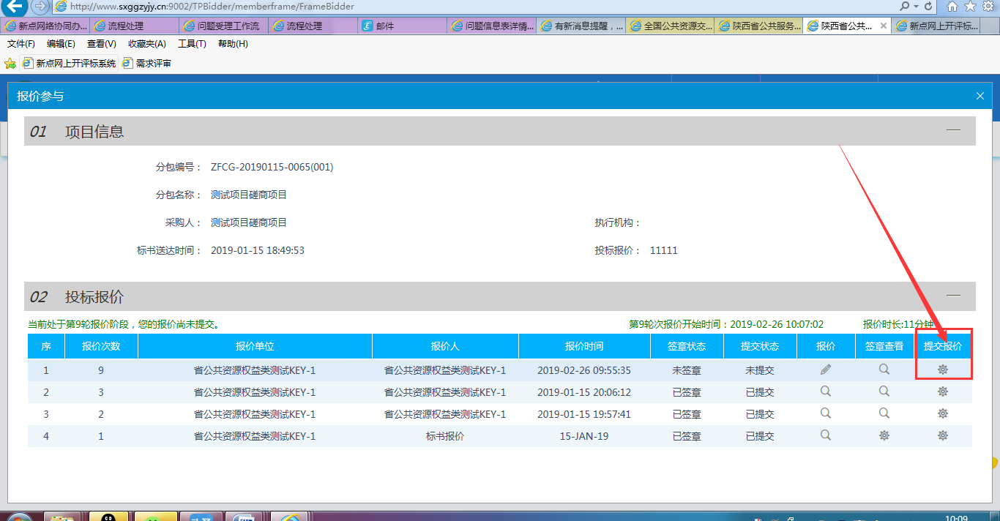 http://www.sxggzyjy.cn:9002/TPBidder/memberframe/FrameBidder
新点网络协同办... 流程处理 问题受理工作流 流程处理 邮件 问题信息表详情... 有新消息提醒，... 全国公共资源交... 陕西省公共服务... 陕西省公共... 新点网上开评标...
文件(F) 编辑(E) 查看(V) 收藏夹(A) 工具(T) 帮助(H)
新点网上开评标系统 需求评审
报价参与
01 项目信息
分包编号： ZFCG-20190115-0065(001)
分包名称： 测试项目磋商项目
采购人： 测试项目磋商项目 执行机构：
标书送达时间： 2019-01-15 18:49:53 投标报价： 11111
02 投标报价
当前处于第9轮报价阶段，您的报价尚未提交。 第9轮次报价开始时间：2019-02-26 10:07:02 报价时长:11分钟
序 报价次数 报价单位 报价人 报价时间 签章状态 提交状态 报价 签章查看 提交报价
1 9 省公共资源权益类测试KEY-1 省公共资源权益类测试KEY-1 2019-02-26 09:55:35 未签章 未提交
2 3 省公共资源权益类测试KEY-1 省公共资源权益类测试KEY-1 2019-01-15 20:06:12 已签章 已提交
3 2 省公共资源权益类测试KEY-1 省公共资源权益类测试KEY-1 2019-01-15 19:57:41 已签章 已提交
4 1 省公共资源权益类测试KEY-1 标书报价 15-JAN-19 已签章 已提交
10:09